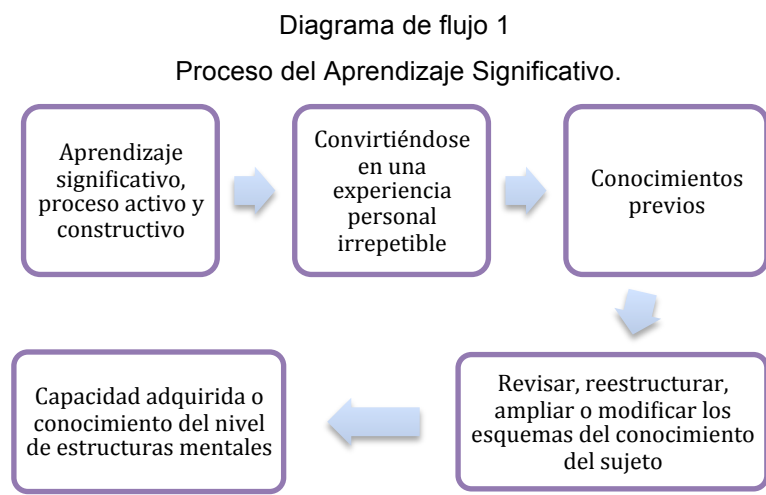 Diagrama de flujo 1
Proceso del Aprendizaje Significativo.
Aprendizaje
significativo,
proceso activo y
constructivo
Convirtiéndose
en una
experiencia
personal
irrepetible
Conocimientos
previos
Revisar, reestructurar,
ampliar o modificar los
esquemas del conocimiento
del sujeto
Capacidad adquirida o
conocimiento del nivel
de estructuras mentales